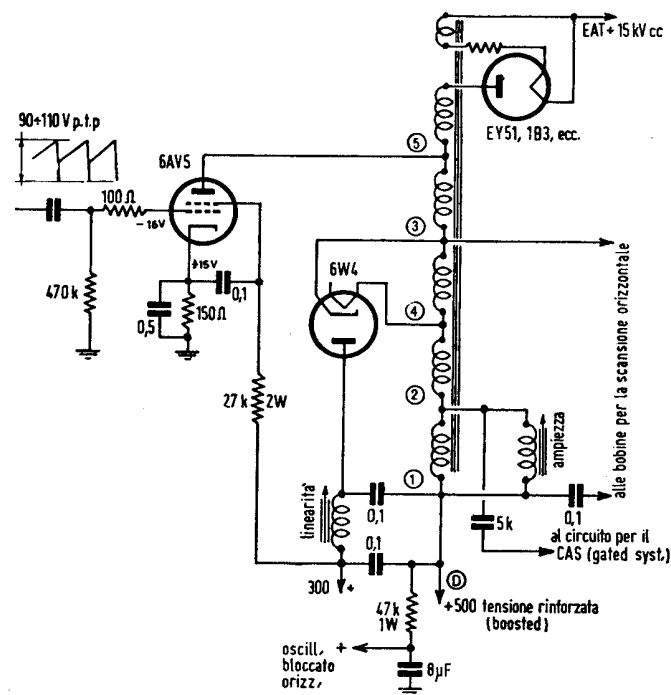 EAT + 15 kV cc
90÷110 V p.t.p
EY51, 1B3, ecc.
6AV5
5
100 Ω
-16V
3
6W4
+15V
0,1
470k
150Ω
4
0,5
27 k 2W
2
alle bobine per la scansione orizzontale
ampiezza
1
linearità
0,1
0,1
5k
al circuito per il
CAS (gated syst.)
0,1
300 +
D
+500 tensione rinforzata
(boosted)
47 k
1W
oscill, +
bloccato
orizz,
8µF